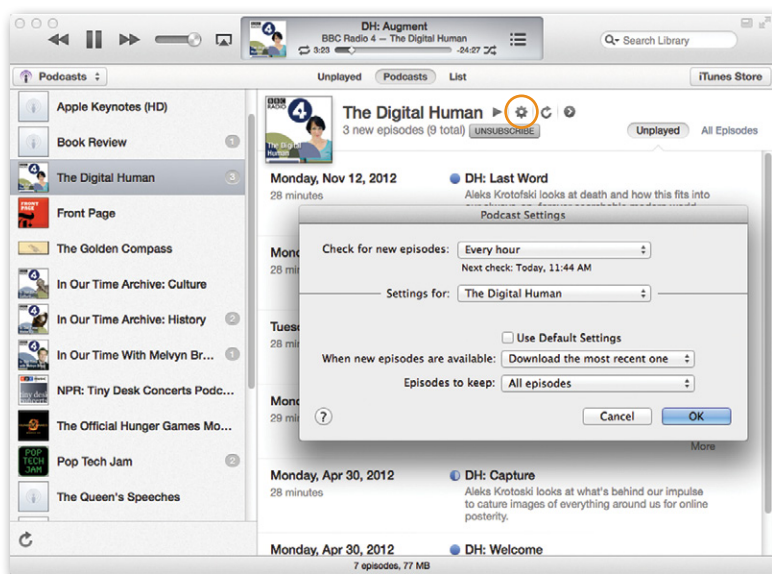 DH: Augment
BBC Radio 4 — The Digital Human
3:23
-24:27
Search Library
Podcasts
Unplayed
Podcasts
List
iTunes Store
Apple Keynotes (HD)
Book Review
1
The Digital Human
3
Front Page
The Golden Compass
In Our Time Archive: Culture
In Our Time Archive: History
2
In Our Time With Melvyn Br...
1
NPR: Tiny Desk Concerts Podc...
The Official Hunger Games Mo...
Pop Tech Jam
2
The Queen's Speeches
BBC
RADIO 4
The Digital
Human
The Digital Human
3 new episodes (9 total)
UNSUBSCRIBE
Unplayed
All Episodes
Monday, Nov 12, 2012
28 minutes
DH: Last Word
Aleks Krotofski looks at death and how this fits into
Podcast Settings
Check for new episodes:
Every hour
Next check: Today, 11:44 AM
Settings for:
The Digital Human
Use Default Settings
When new episodes are available:
Download the most recent one
Episodes to keep:
All episodes
?
Cancel
OK
More
Monday, Apr 30, 2012
28 minutes
DH: Capture
Aleks Krotoski looks at what's behind our impulse
to cature images of everything around us for online
posterity.
Monday, Apr 30, 2012
DH: Welcome
7 episodes, 77 MB